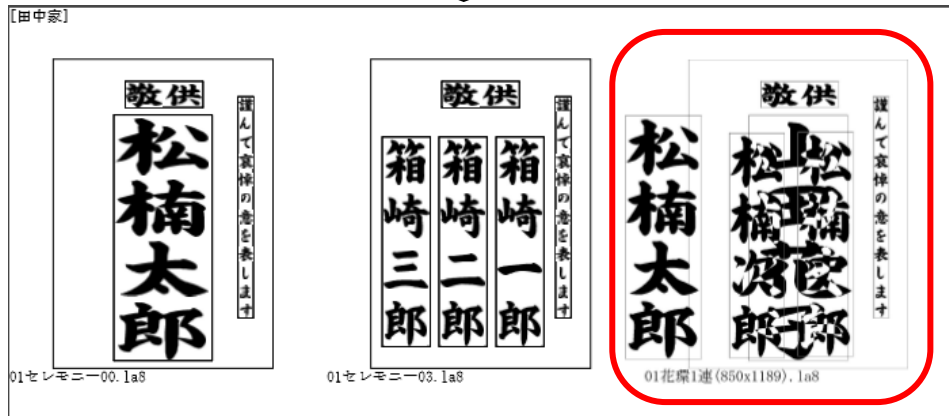 [田中家]
敬供
松楠太郎
謹んて哀悼の意を表します
01セレモニー00.la8
敬供
箱崎一郎
箱崎二郎
箱崎三郎
謹んて哀悼の意を表します
01セレモニー03.la8
敬供
松楠太郎
謹んて哀悼の意を表します
01花環1連(850x1189).la8